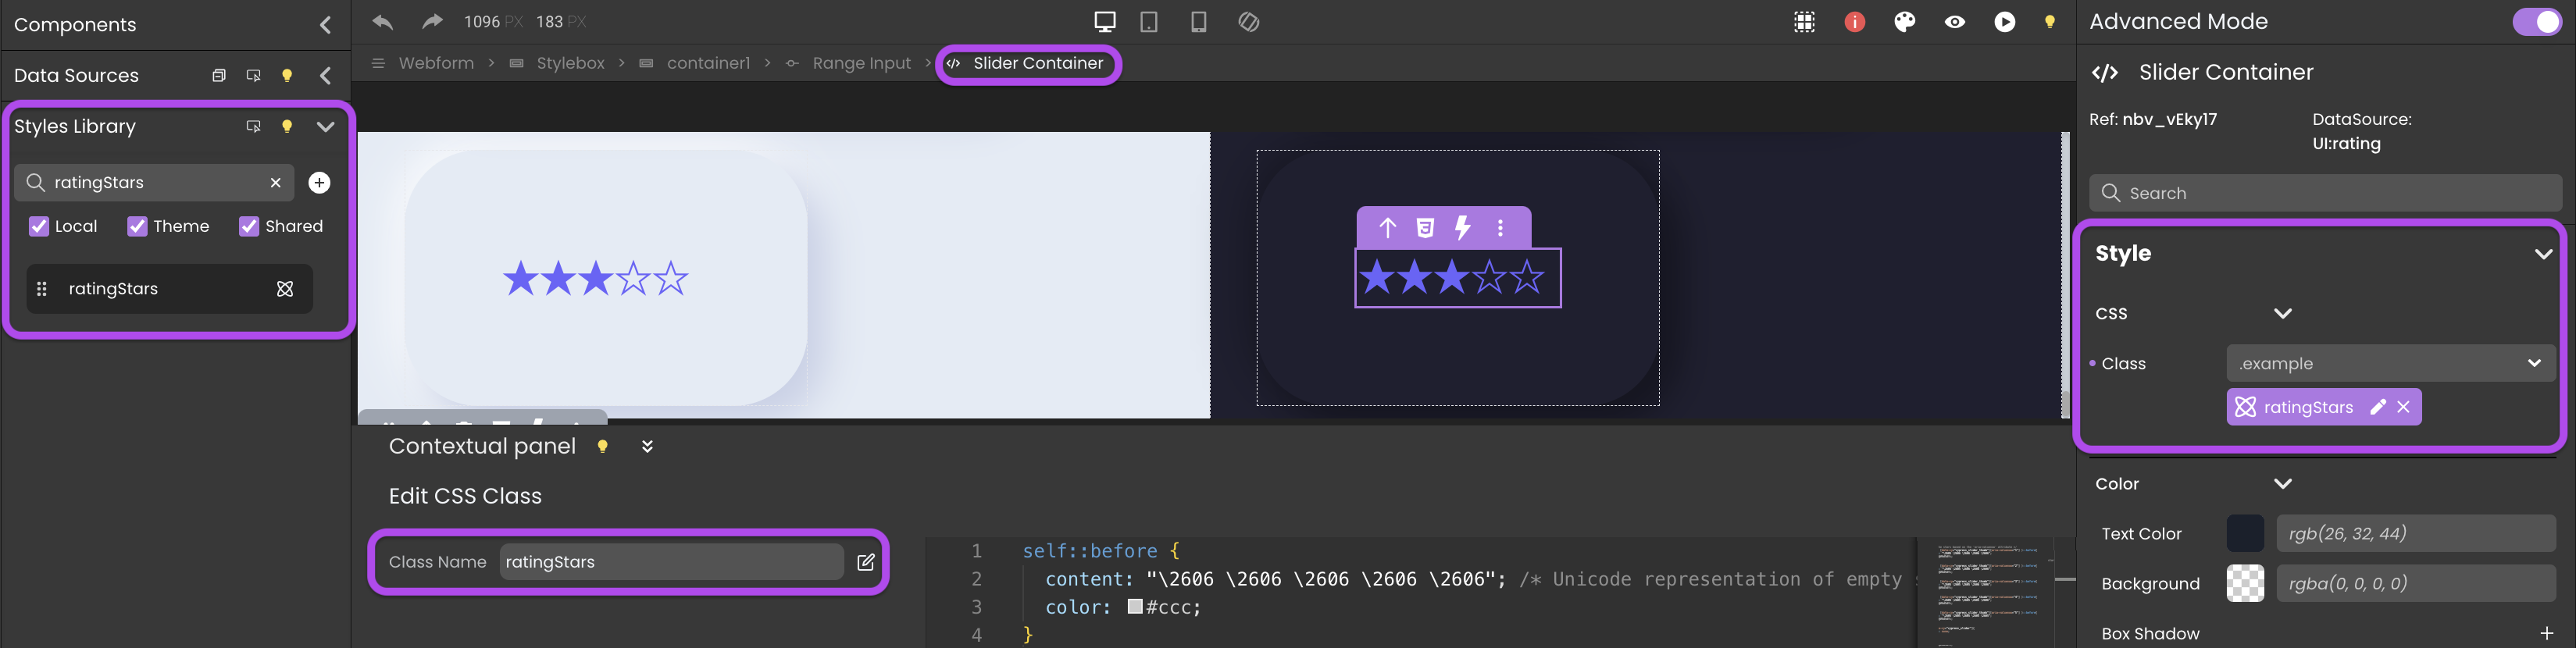 Components
Data Sources
Styles Library
ratingStars
Local Theme Shared
ratingStars
1096 PX 183 PX
Webform > Stylebox > container1 > Range Input > Slider Container
Contextual panel
Edit CSS Class
Class Name ratingStars
1 self::before {
2 content: "\2606 \2606 \2606 \2606 \2606"; /* Unicode representation of empty
3 color: #ccc;
4 }
Advanced Mode
Slider Container
Ref: nbv_vEky17
DataSource:
UI:rating
Search
Style
CSS
Class .example
ratingStars
Color
Text Color rgb(26, 32, 44)
Background rgba(0, 0, 0, 0)
Box Shadow